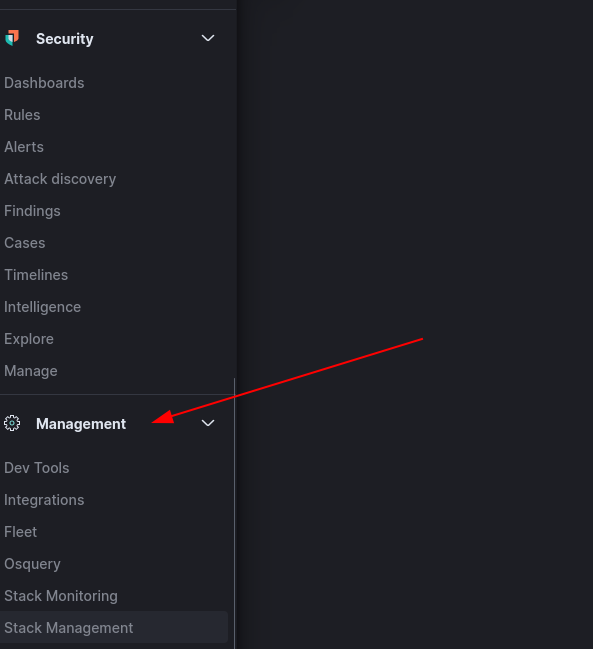 Security
Dashboards
Rules
Alerts
Attack discovery
Findings
Cases
Timelines
Intelligence
Explore
Manage
Management
Dev Tools
Integrations
Fleet
Osquery
Stack Monitoring
Stack Management